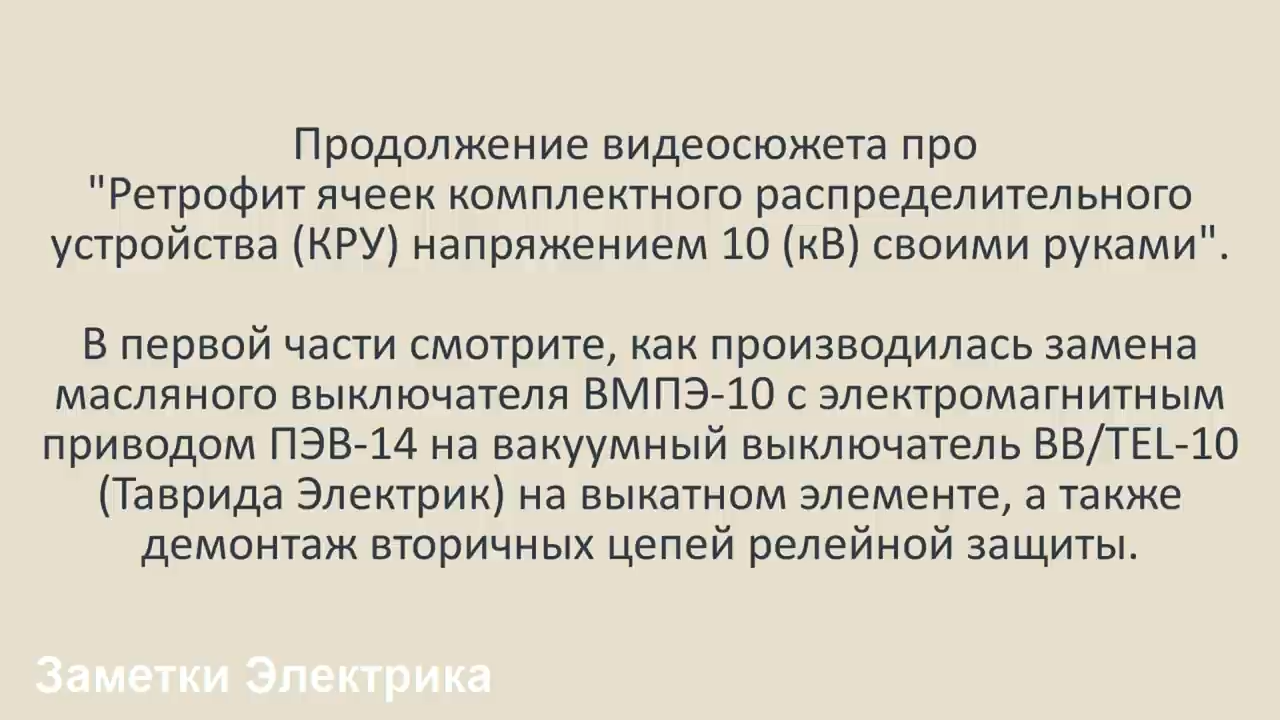 Продолжение видеосюжета про
"Ретрофит ячеек комплектного распределительного
устройства (КРУ) напряжением 10 (кВ) своими руками".
В первой части смотрите, как производилась замена
масляного выключателя ВМПЭ-10 с электромагнитным
приводом ПЭВ-14 на вакуумный выключатель BB/TEL-10
(Таврида Электрик) на выкатном элементе, а также
демонтаж вторичных цепей релейной защиты.
Заметки Электрика